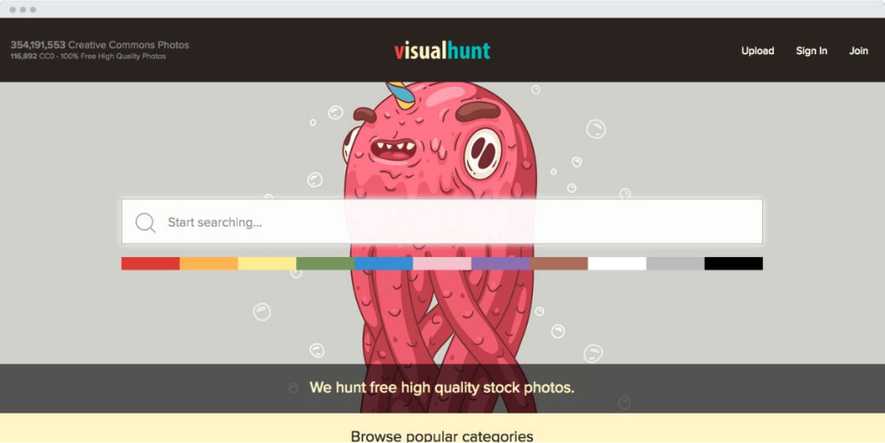 354,191,553 Creative Commons Photos
116,892 CC0 - 100% Free High Quality Photos
visualhunt
Upload Sign In Join
Start searching...
We hunt free high quality stock photos.
Browse popular categories